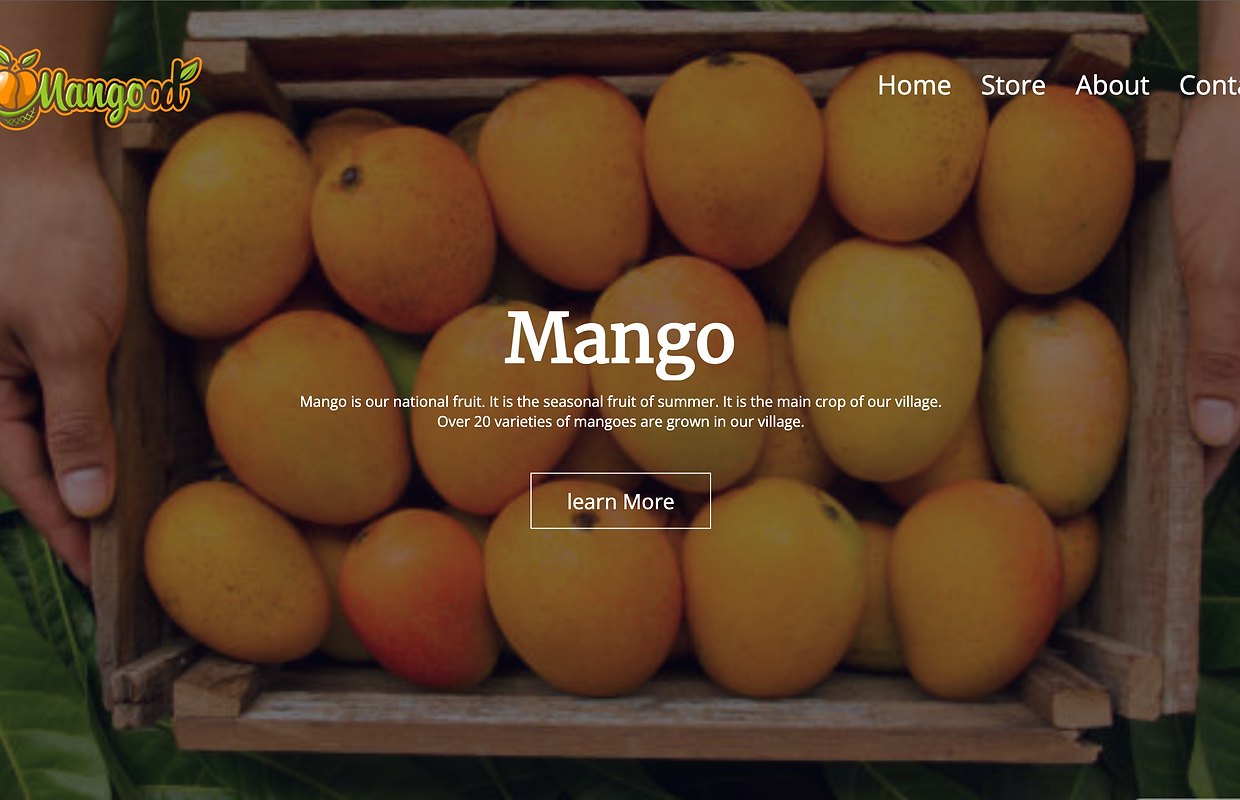 Mangood
Home Store About Conta
Mango
Mango is our national fruit. It is the seasonal fruit of summer. It is the main crop of our village.
Over 20 varieties of mangoes are grown in our village.
learn More